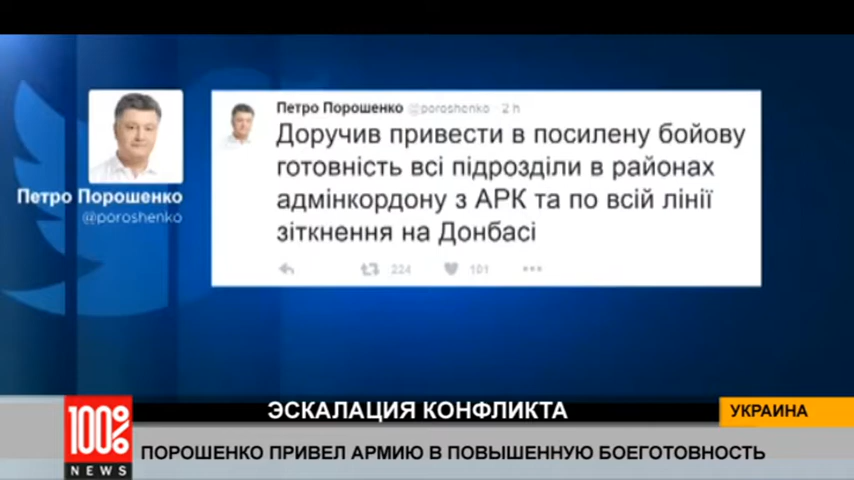 Петро Порошенко
@poroshenko
Петро Порошенко @poroshenko · 2 h
Доручив привести в посилену бойову
готовність всі підрозділи в районах
адмінкордону з АРК та по всій лінії
зіткнення на Донбасі
224 101
ЭСКАЛАЦИЯ КОНФЛИКТА
УКРАИНА
100%
NEWS
ПОРОШЕНКО ПРИВЕЛ АРМИЮ В ПОВЫШЕННУЮ БОЕГОТОВНОСТЬ